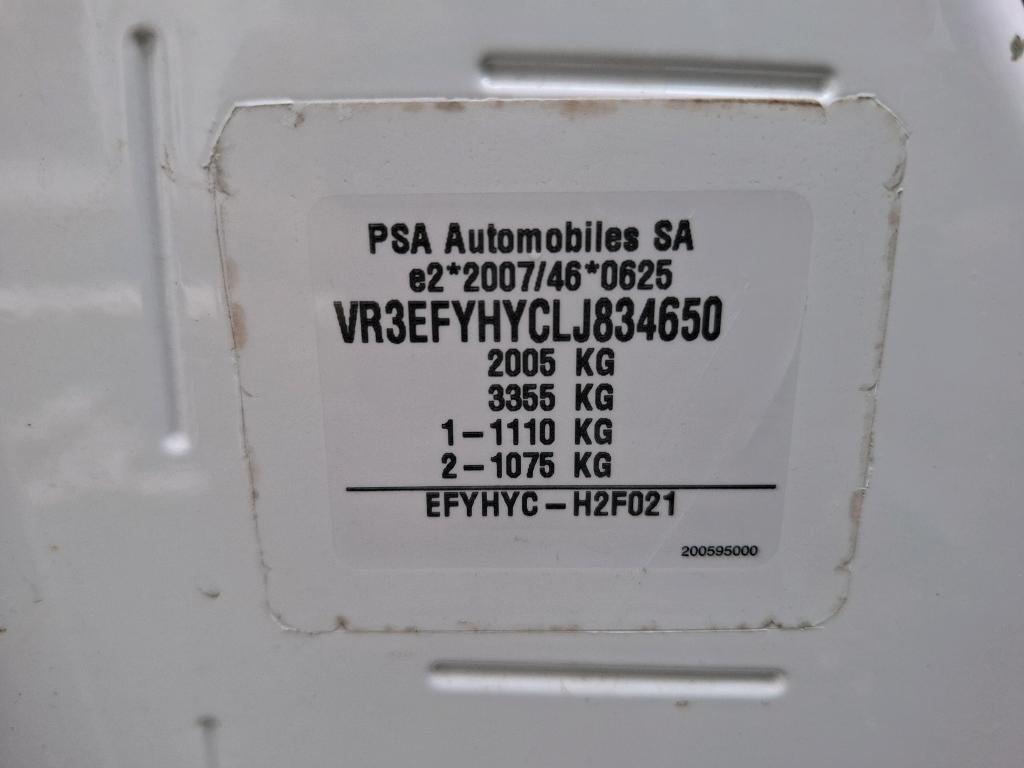 PSA Automobiles SA
e2*2007/46*0625
VR3EFYHYCLJ834650
2005 KG
3355 KG
1-1110 KG
2-1075 KG
EFYHYC-H2F021
200595000